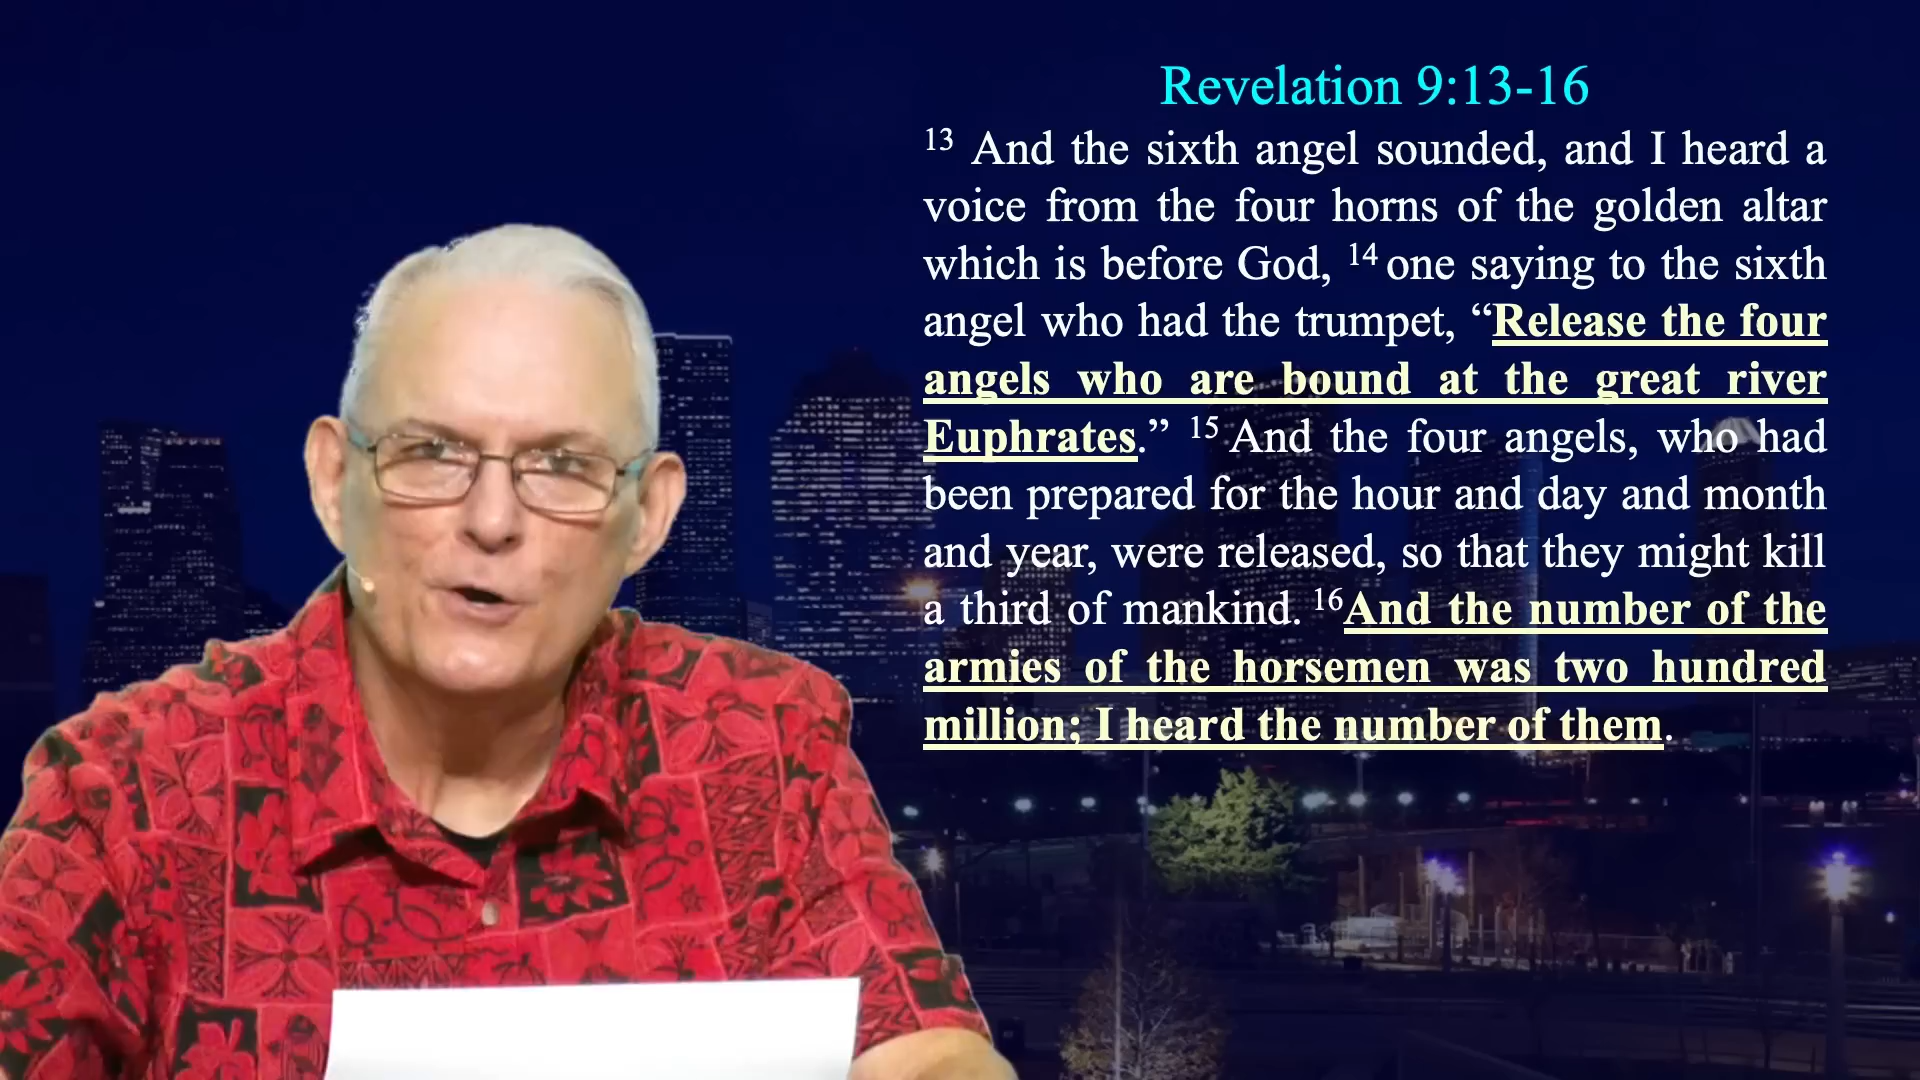 Revelation 9:13-16
13 And the sixth angel sounded, and I heard a
voice from the four horns of the golden altar
which is before God, 14 one saying to the sixth
angel who had the trumpet, “Release the four
angels who are bound at the great river
Euphrates.” 15 And the four angels, who had
been prepared for the hour and day and month
and year, were released, so that they might kill
a third of mankind. 16And the number of the
armies of the horsemen was two hundred
million; I heard the number of them.